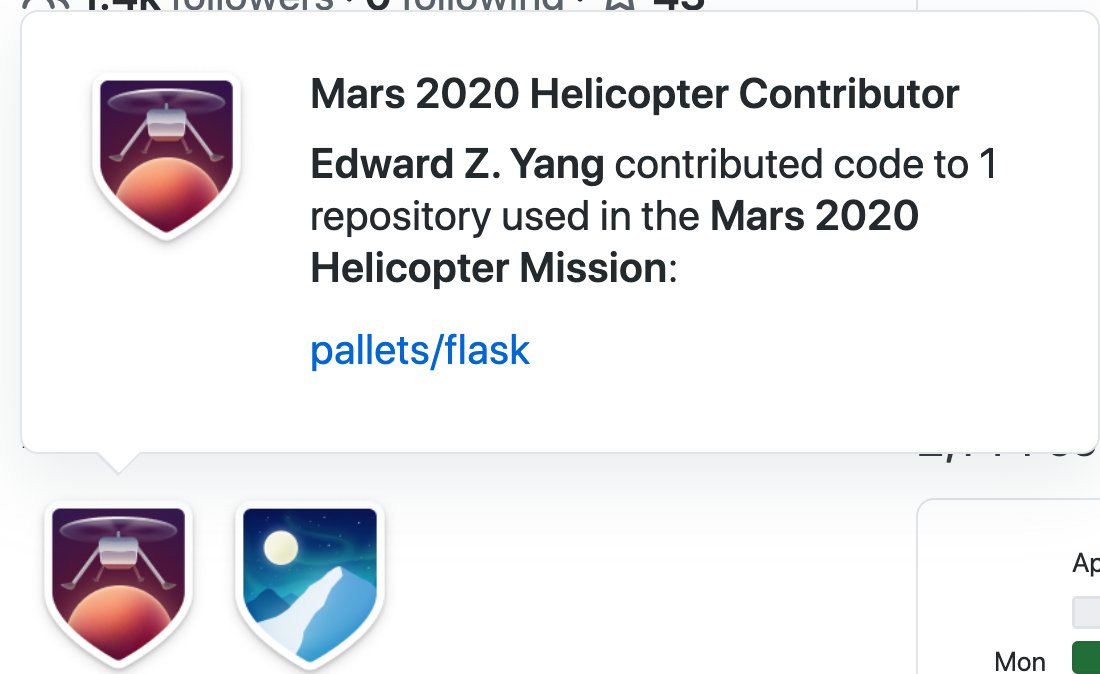 1.4k followers · 0 following · 43
Mars 2020 Helicopter Contributor
Edward Z. Yang contributed code to 1
repository used in the Mars 2020
Helicopter Mission:
pallets/flask
Ap
Mon